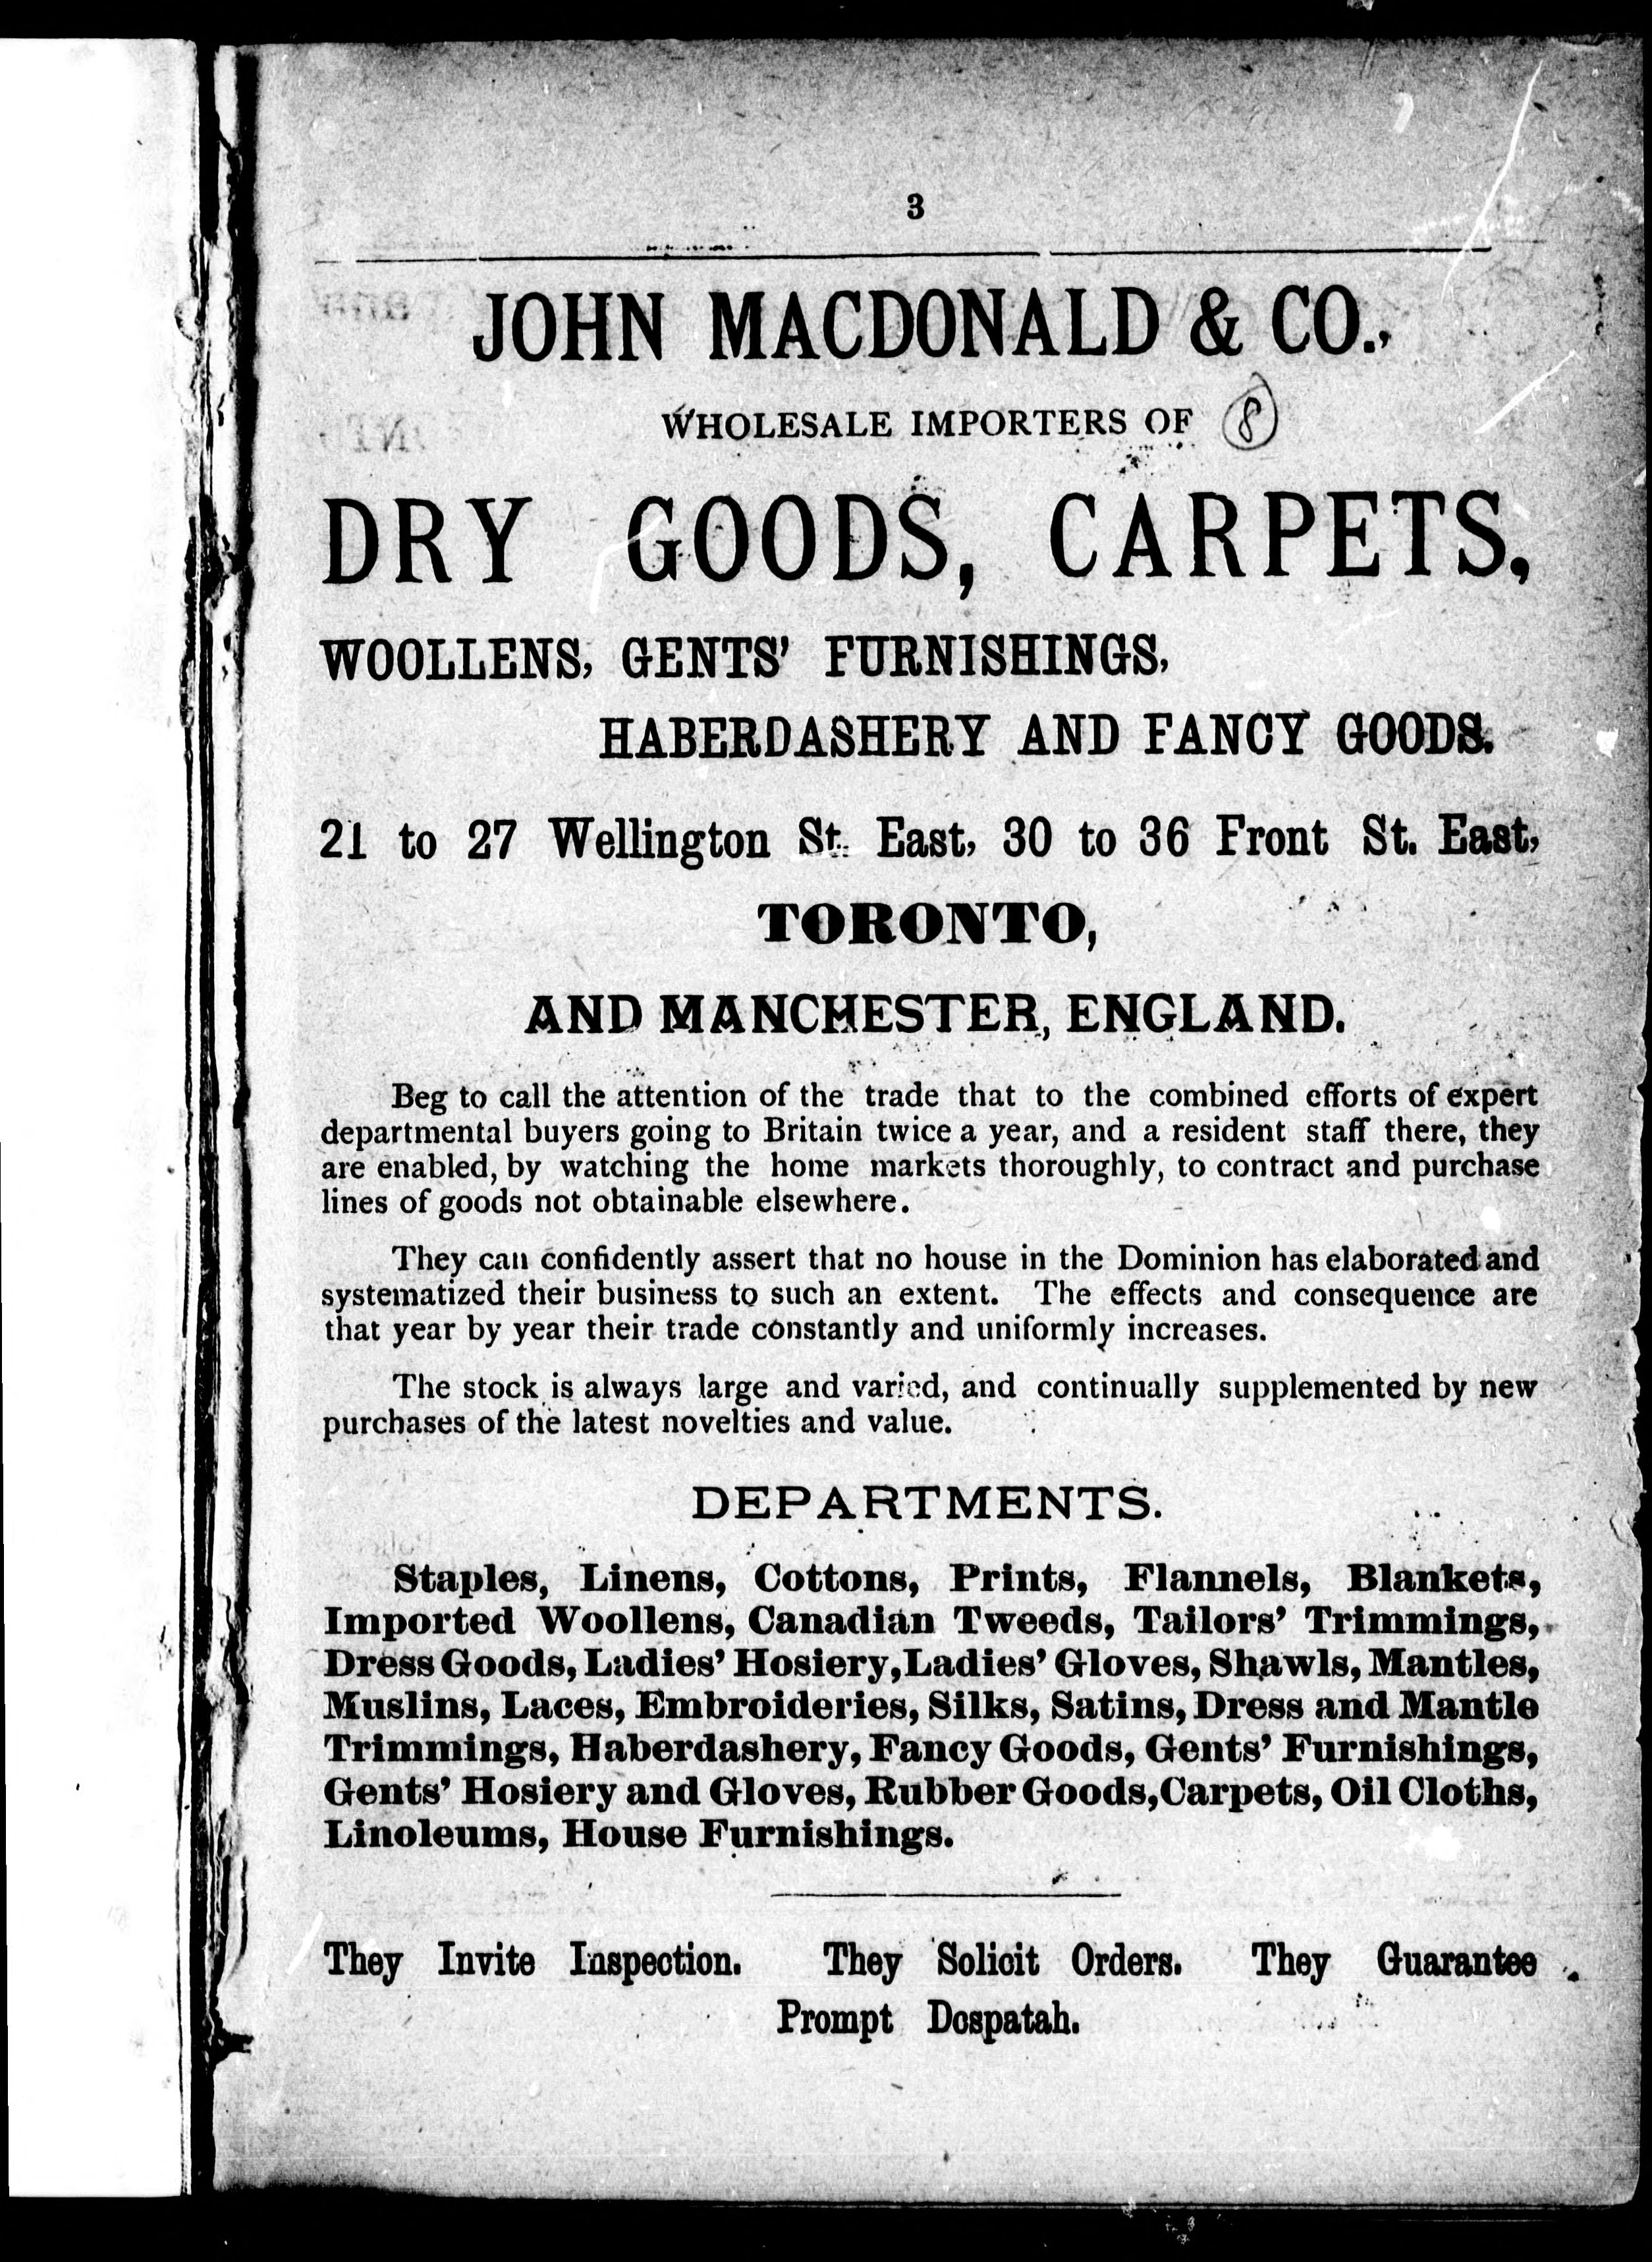 3
JOHN MACDONALD & CO.,
WHOLESALE IMPORTERS OF 8
DRY GOODS, CARPETS,
WOOLLENS, GENTS' FURNISHINGS,
HABERDASHERY AND FANCY GOODS.
21 to 27 Wellington St. East, 30 to 36 Front St. East,
TORONTO,
AND MANCHESTER, ENGLAND.
Beg to call the attention of the trade that to the combined efforts of expert
departmental buyers going to Britain twice a year, and a resident staff there, they
are enabled, by watching the home markets thoroughly, to contract and purchase
lines of goods not obtainable elsewhere.
They can confidently assert that no house in the Dominion has elaborated and
systematized their business to such an extent. The effects and consequence are
that year by year their trade constantly and uniformly increases.
The stock is always large and varied, and continually supplemented by new
purchases of the latest novelties and value.
DEPARTMENTS.
Staples, Linens, Cottons, Prints, Flannels, Blankets,
Imported Woollens, Canadian Tweeds, Tailors' Trimmings,
Dress Goods, Ladies' Hosiery, Ladies' Gloves, Shawls, Mantles,
Muslins, Laces, Embroideries, Silks, Satins, Dress and Mantle
Trimmings, Haberdashery, Fancy Goods, Gents' Furnishings,
Gents' Hosiery and Gloves, Rubber Goods, Carpets, Oil Cloths,
Linoleums, House Furnishings.
They Invite Inspection. They Solicit Orders. They Guarantee
Prompt Dospatah.